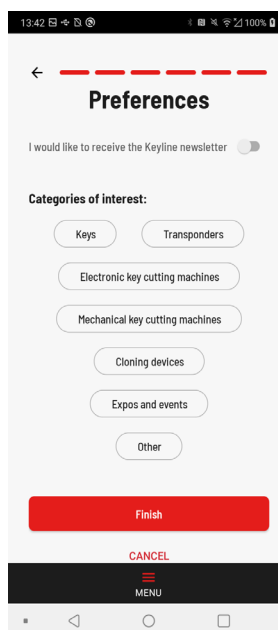 13:42 100%
Preferences
I would like to receive the Keyline newsletter
Categories of interest:
Keys Transponders
Electronic key cutting machines
Mechanical key cutting machines
Cloning devices
Expos and events
Other
Finish
CANCEL
MENU